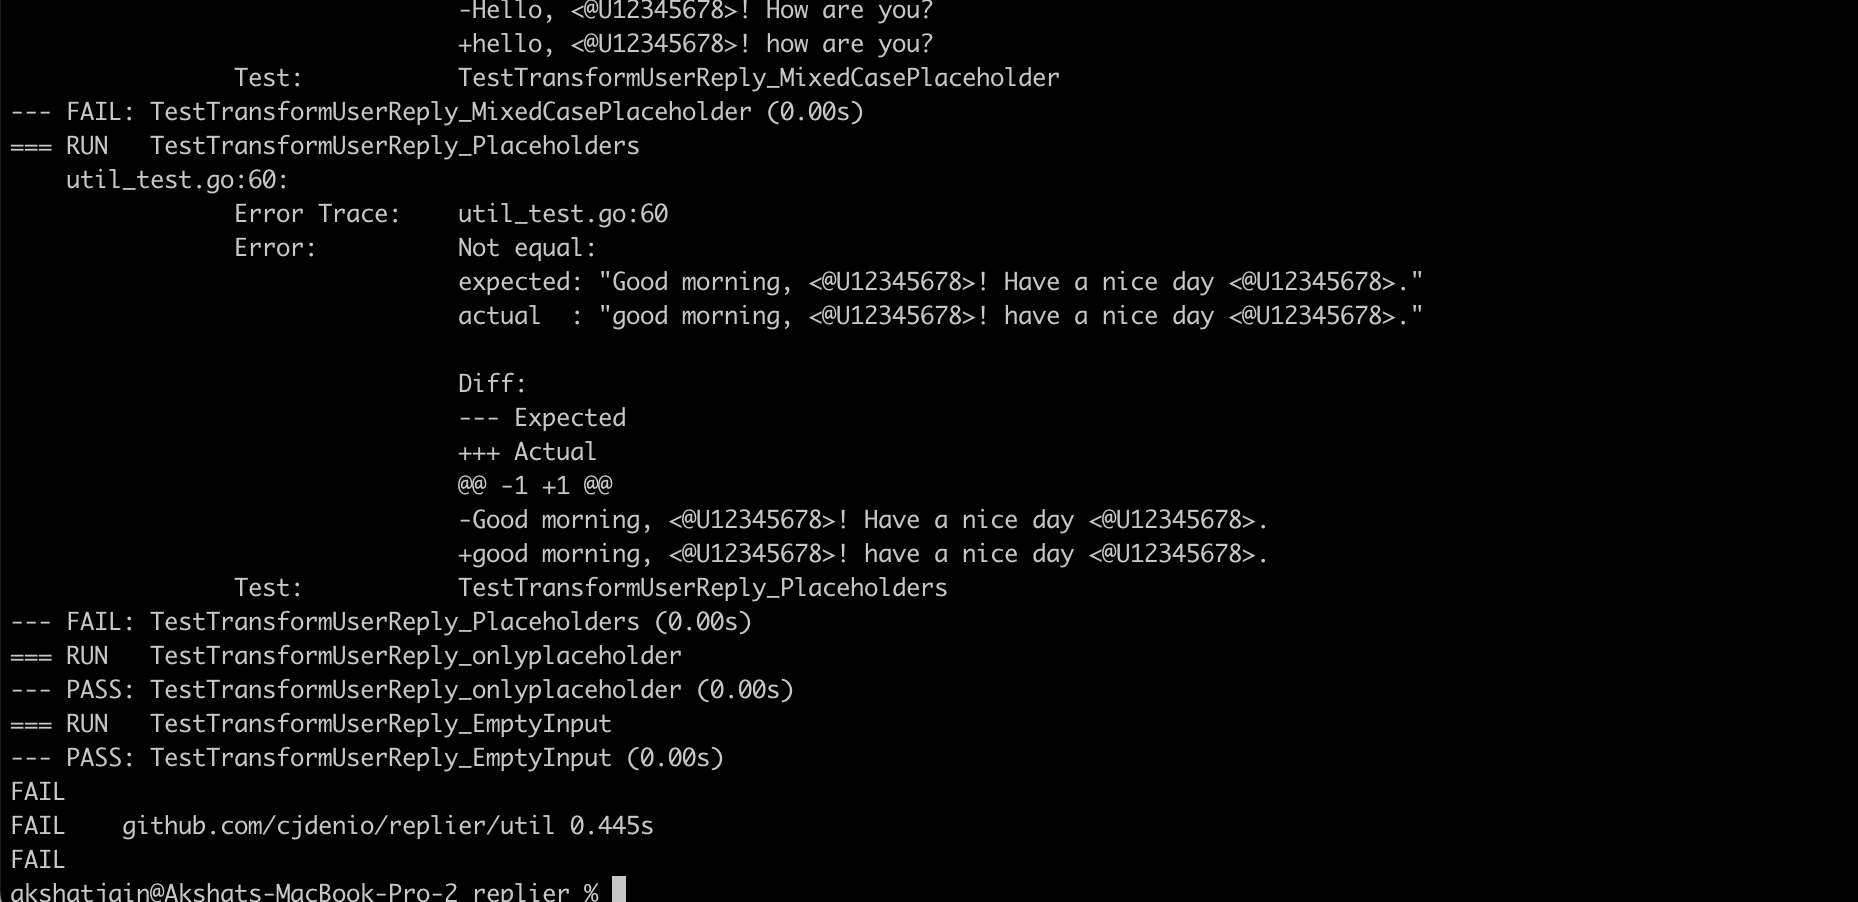 -Hello, <@U12345678>! How are you?
+hello, <@U12345678>! how are you?
Test: TestTransformUserReply_MixedCasePlaceholder
--- FAIL: TestTransformUserReply_MixedCasePlaceholder (0.00s)
=== RUN   TestTransformUserReply_Placeholders
util_test.go:60:
Error Trace: util_test.go:60
Error: Not equal:
expected: "Good morning, <@U12345678>! Have a nice day <@U12345678>."
actual  : "good morning, <@U12345678>! have a nice day <@U12345678>."
Diff:
--- Expected
+++ Actual
@@ -1 +1 @@
-Good morning, <@U12345678>! Have a nice day <@U12345678>.
+good morning, <@U12345678>! have a nice day <@U12345678>.
Test: TestTransformUserReply_Placeholders
--- FAIL: TestTransformUserReply_Placeholders (0.00s)
=== RUN   TestTransformUserReply_onlyplaceholder
--- PASS: TestTransformUserReply_onlyplaceholder (0.00s)
=== RUN   TestTransformUserReply_EmptyInput
--- PASS: TestTransformUserReply_EmptyInput (0.00s)
FAIL
FAIL    github.com/cjdenio/replier/util 0.445s
FAIL
akshatjain@Akshats-MacBook-Pro-2 replier %